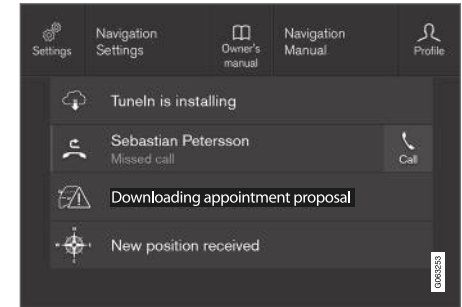 Settings
Navigation
Settings
Owner's
manual
Navigation
Manual
Profile
TuneIn is installing
Sebastian Petersson
Missed call
Call
Downloading appointment proposal
New position received
G063253